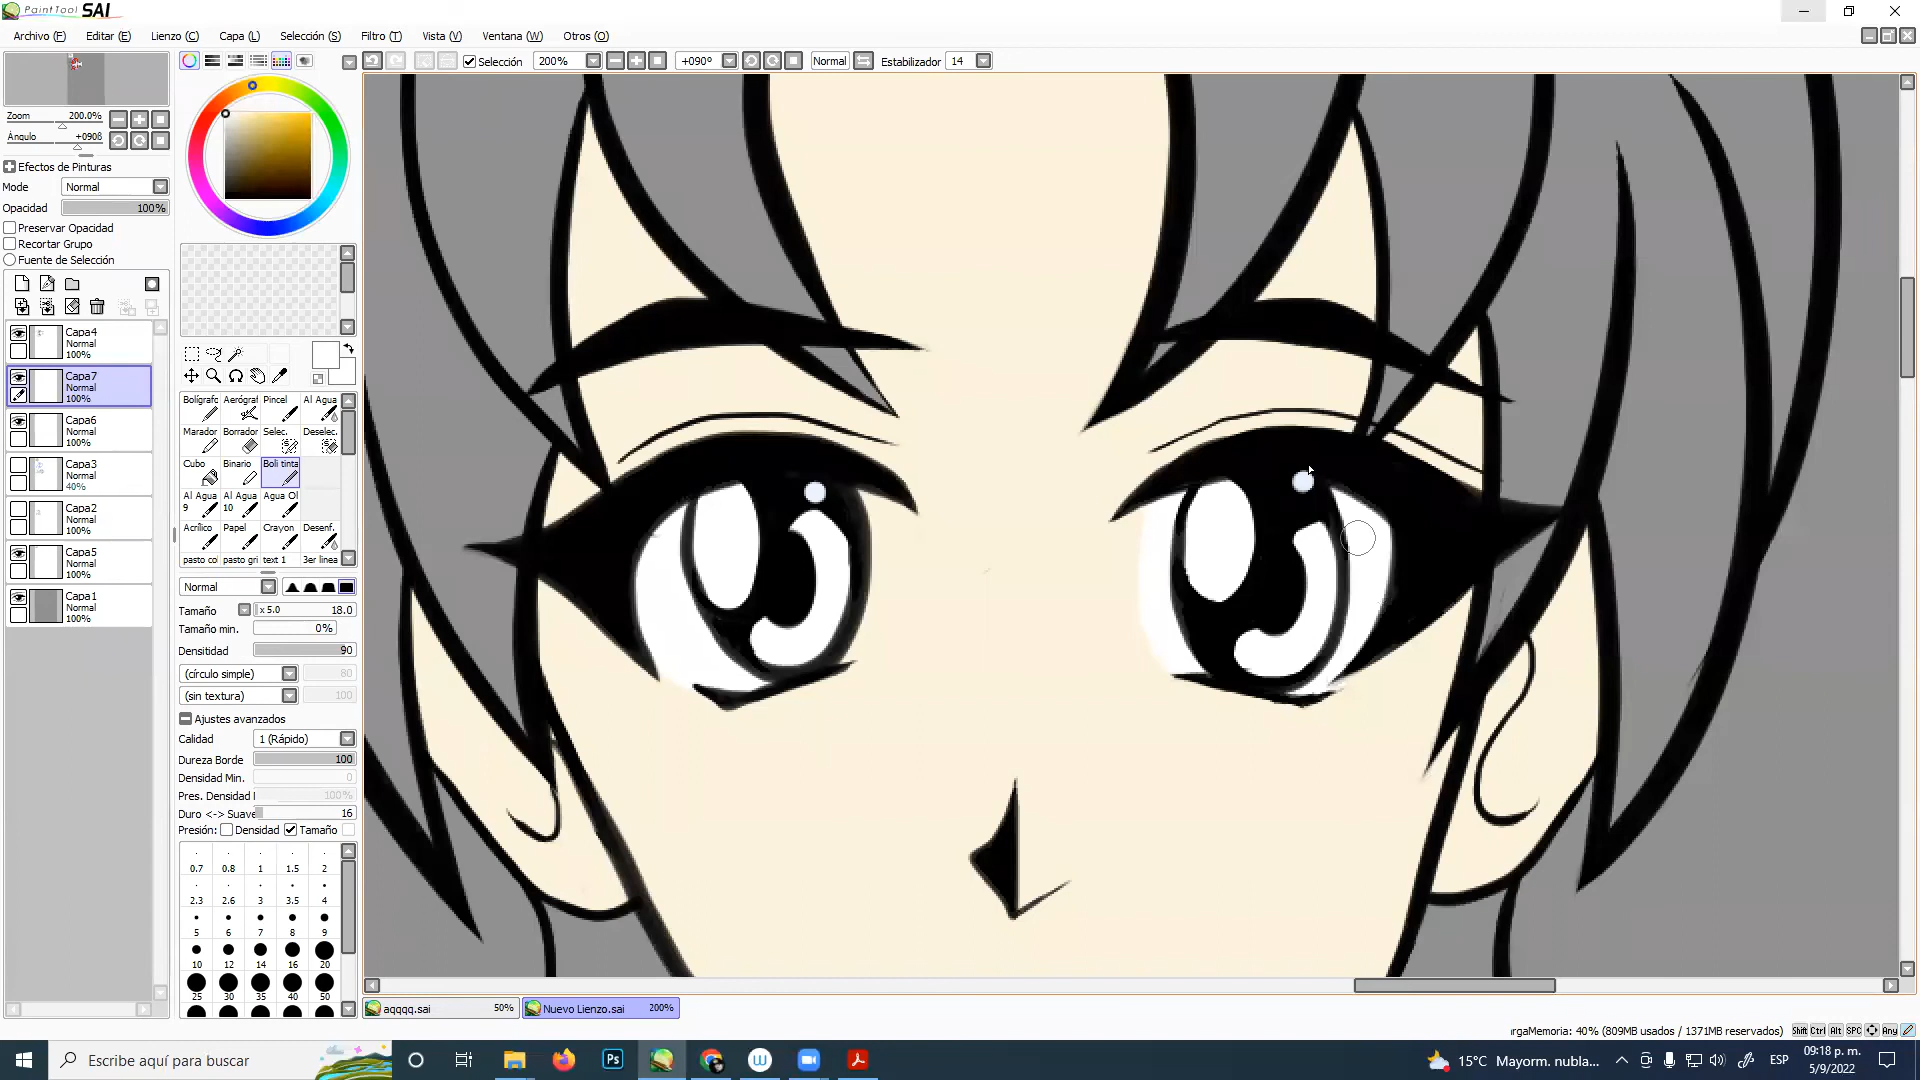 PaintTool SAI
Archivo (F) Editar (E) Lienzo (C) Capa (L) Selección (S) Filtro (T) Vista (V) Ventana (W) Otros (O)
Selección 200% +090º Normal Estabilizador 14
Zoom 200.0%
Ángulo +090ß
Efectos de Pinturas
Mode Normal
Opacidad 100%
Preservar Opacidad
Recortar Grupo
Fuente de Selección
Capa4
Normal
100%
Capa7
Normal
100%
Capa6
Normal
100%
Capa3
Normal
40%
Capa2
Normal
100%
Capa5
Normal
100%
Capa1
Normal
100%
Bolígrafo Aerógraf Pincel Al Agua
Marador Borrador Selec. Deselec.
Cubo Binario Boli tinta
Al Agua 9 Al Agua 10 Agua Ol
Acrílico Papel Crayon Desenf.
pasto co pasto gri text 1 3er linea
Normal
Tamaño x 5.0 18.0
Tamaño min. 0%
Densitidad 90
(círculo simple) 80
(sin textura) 100
Ajustes avanzados
Calidad 1 (Rápido)
Dureza Borde 100
Densidad Min. 0
Pres. Densidad 100%
Duro <-> Suave 16
Presión: Densidad Tamaño
0.7 0.8 1 1.5 2
2.3 2.6 3 3.5 4
5 6 7 8 9
10 12 14 16 20
25 30 35 40 50
aqqqq.sai 50% Nuevo Lienzo.sai 200%
ırgaMemoria: 40% (809MB usados / 1371MB reservados) Shift Ctrl Alt SPC Any
Escribe aquí para buscar
Ps
15°C Mayorm. nubla...
ESP
09:18 p. m.
5/9/2022